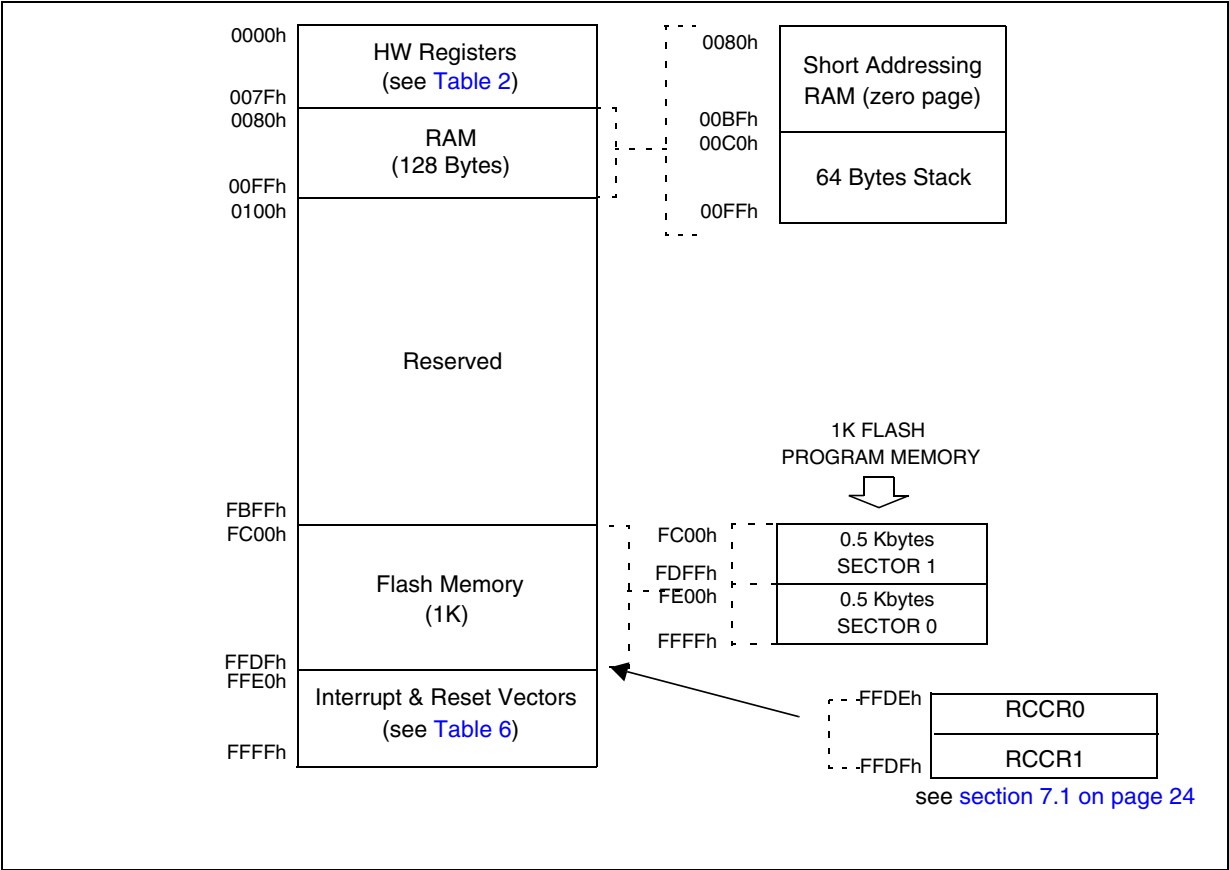 0000h
HW Registers
(see Table 2)
007Fh
0080h
RAM
(128 Bytes)
00FFh
0100h
Reserved
FBFFh
FC00h
Flash Memory
(1K)
FFDFh
FFE0h
Interrupt & Reset Vectors
(see Table 6)
FFFFh
0080h
Short Addressing
RAM (zero page)
00BFh
00C0h
64 Bytes Stack
00FFh
1K FLASH
PROGRAM MEMORY
FC00h
0.5 Kbytes
SECTOR 1
FDFFh
FE00h
0.5 Kbytes
SECTOR 0
FFFFh
FFDEh
RCCR0
RCCR1
FFDFh
see section 7.1 on page 24